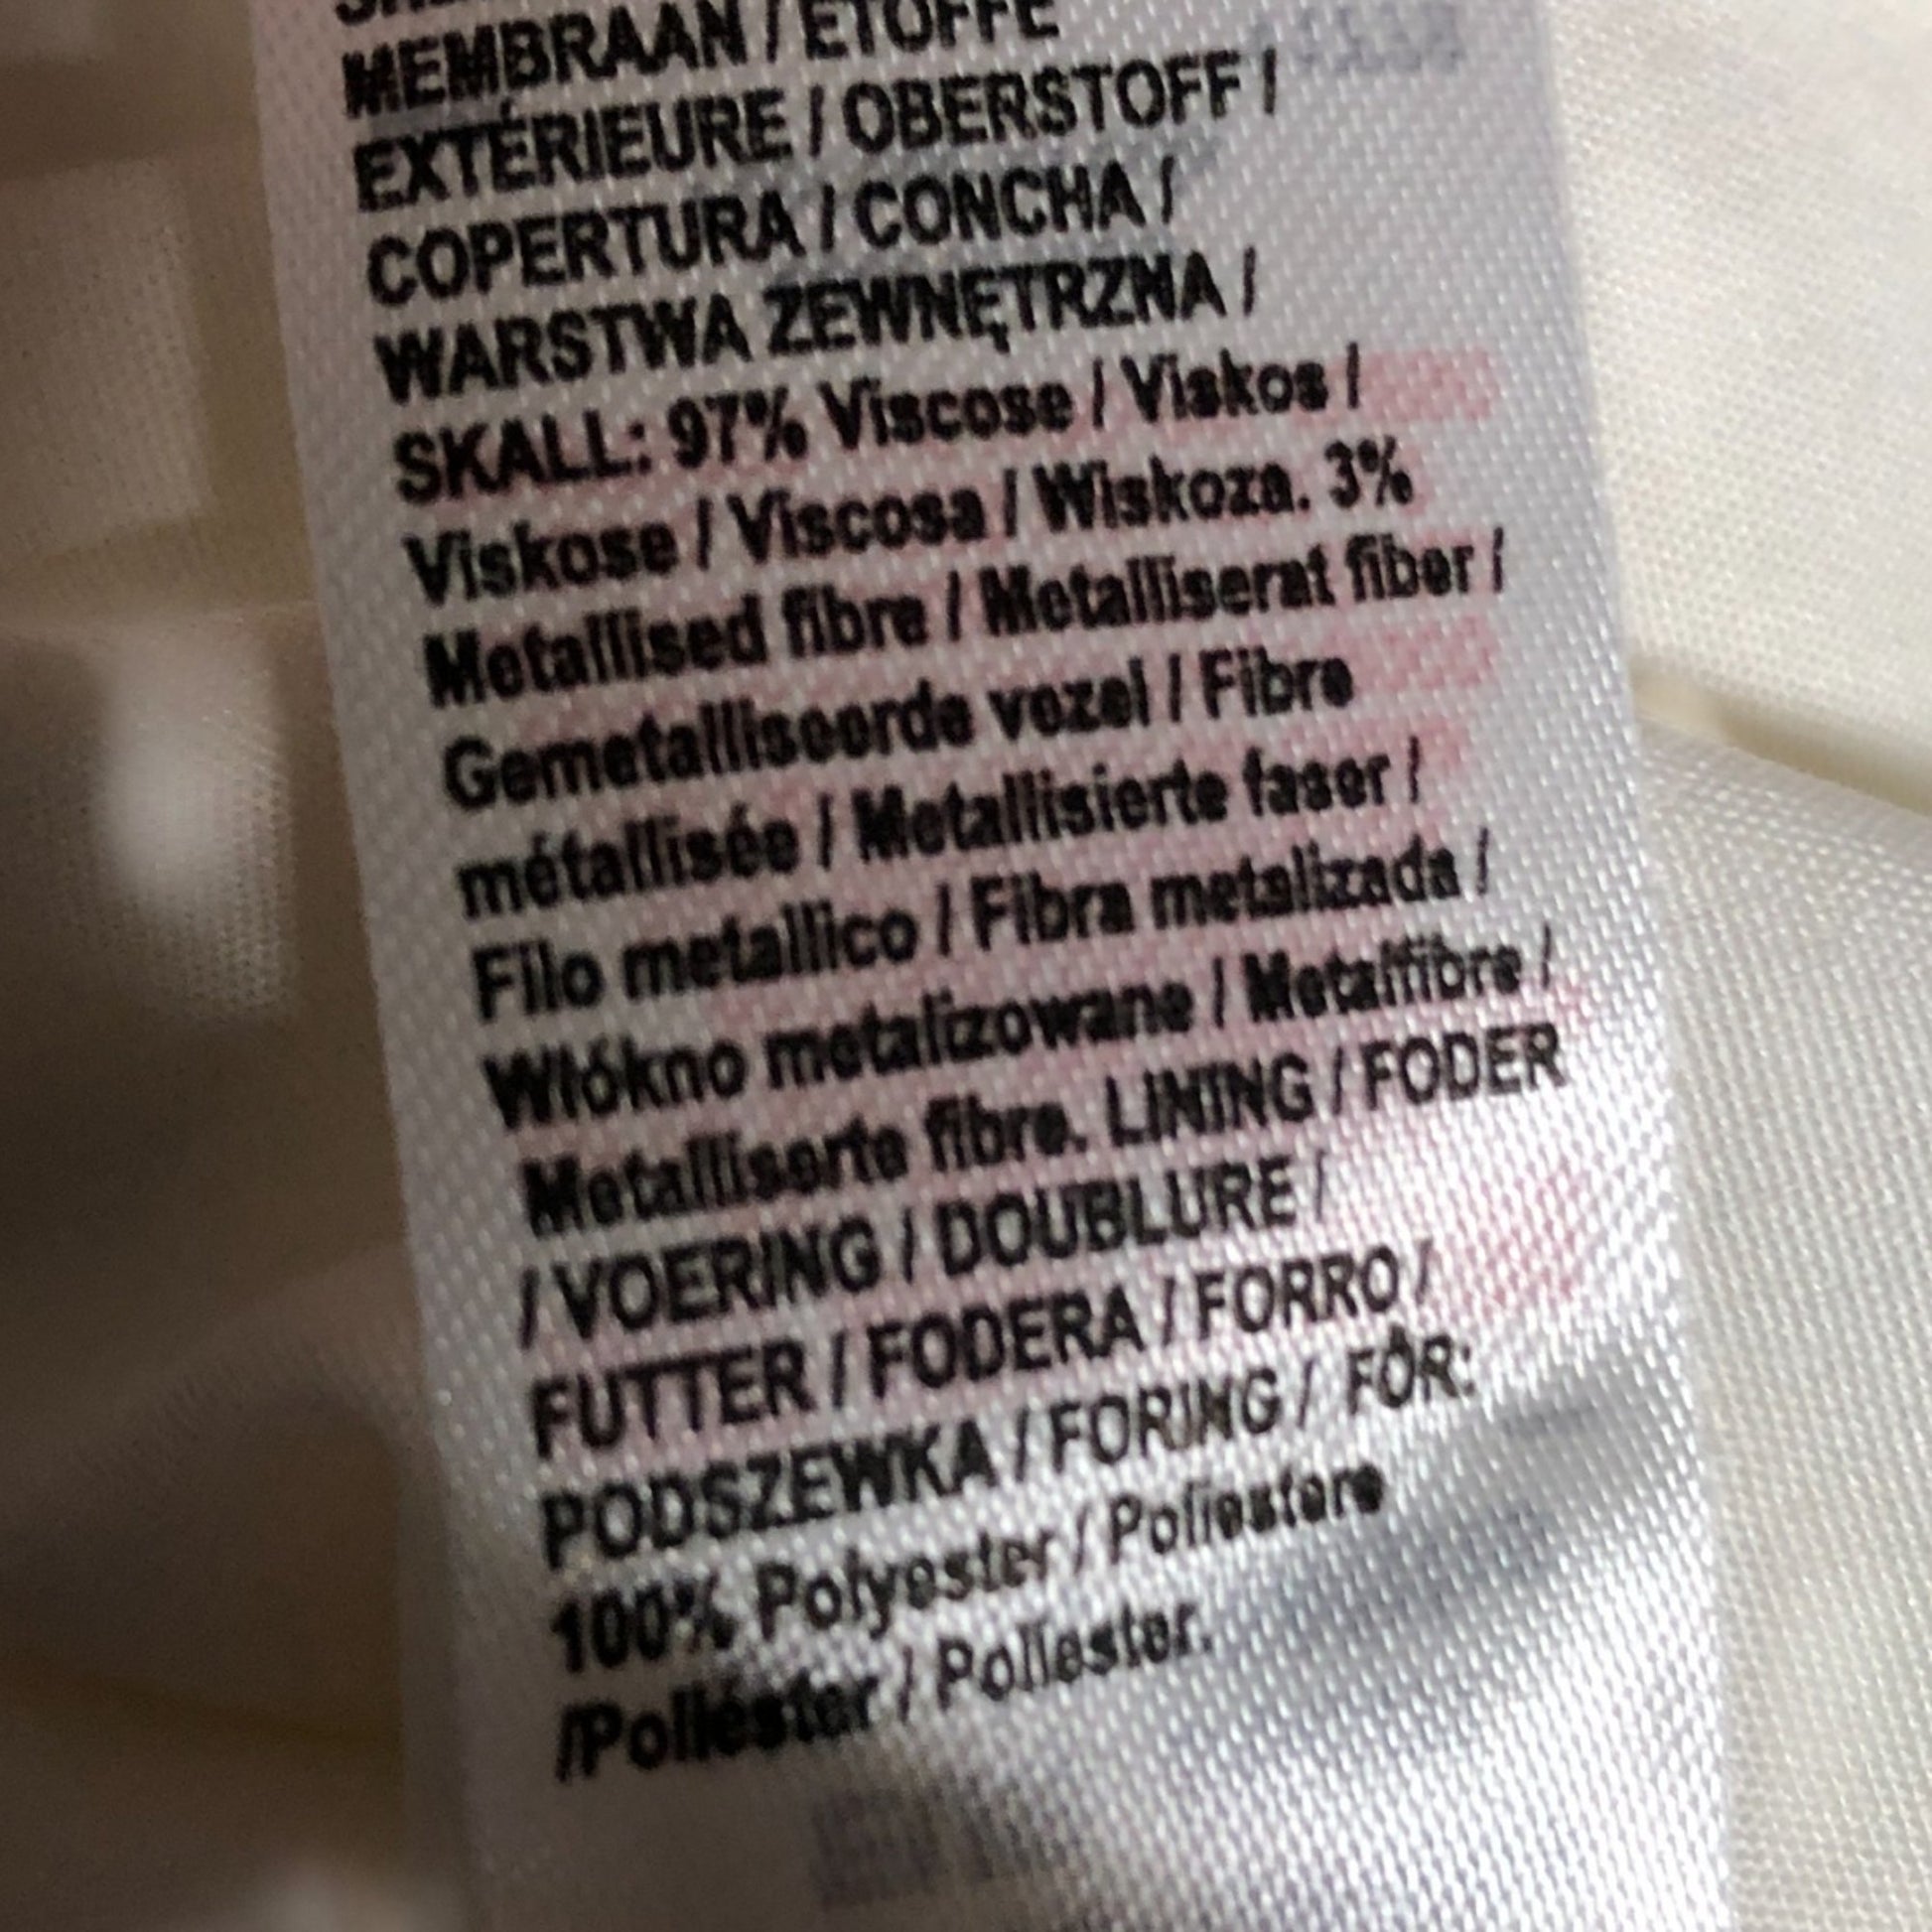 MEMBRAAN / ÉTOFFE
EXTÉRIEURE / OBERSTOFF /
COPERTURA / CONCHA /
WARSTWA ZEWNĘTRZNA /
SKALL: 97% Viscose / Viskos /
Viskose / Viscosa / Wiskoza. 3%
Metallised fibre / Metalliserat fiber /
Gemetalliseerde vezel / Fibre
métallisée / Metallisierte faser /
Filo metallico / Fibra metalizada /
Włókno metalizowane / Metalfibre /
Metalliserte fibre. LINING / FODER
/ VOERING / DOUBLURE /
FUTTER / FODERA / FORRO /
PODSZEWKA / FORING / FÔR:
100% Polyester / Poliestere
/Poliéster / Poliester.